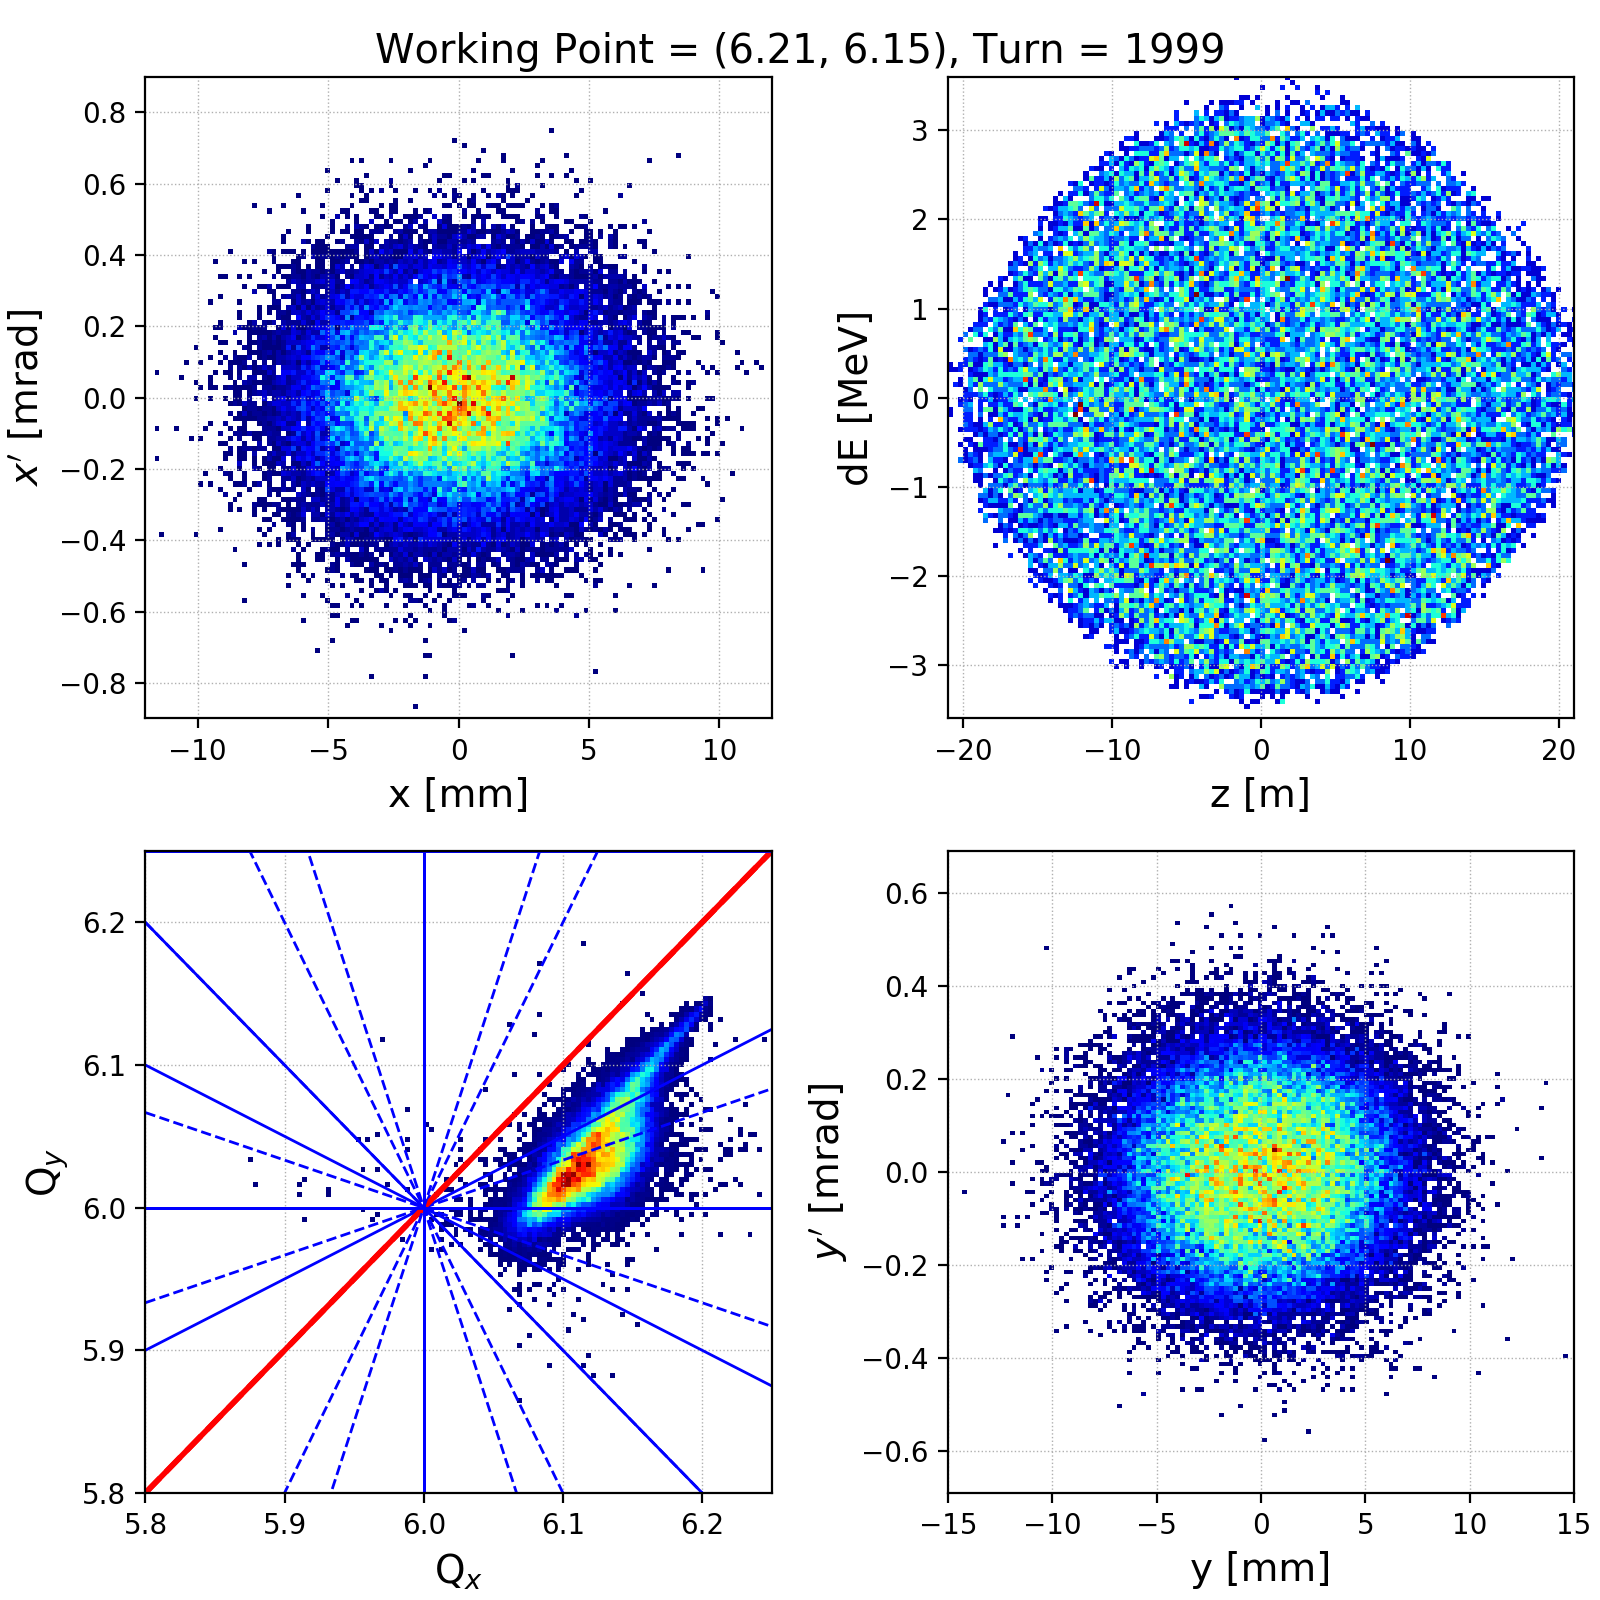 Working Point = (6.21, 6.15), Turn = 1999
0.8
0.6
0.4
0.2
0.0
−0.2
−0.4
−0.6
−0.8
x′ [mrad]
−10 −5 0 5 10
x [mm]
3
2
1
0
−1
−2
−3
dE [MeV]
−20 −10 0 10 20
z [m]
6.2
6.1
6.0
5.9
5.8
Qy
5.8 5.9 6.0 6.1 6.2
Qx
0.6
0.4
0.2
0.0
−0.2
−0.4
−0.6
y′ [mrad]
−15 −10 −5 0 5 10 15
y [mm]